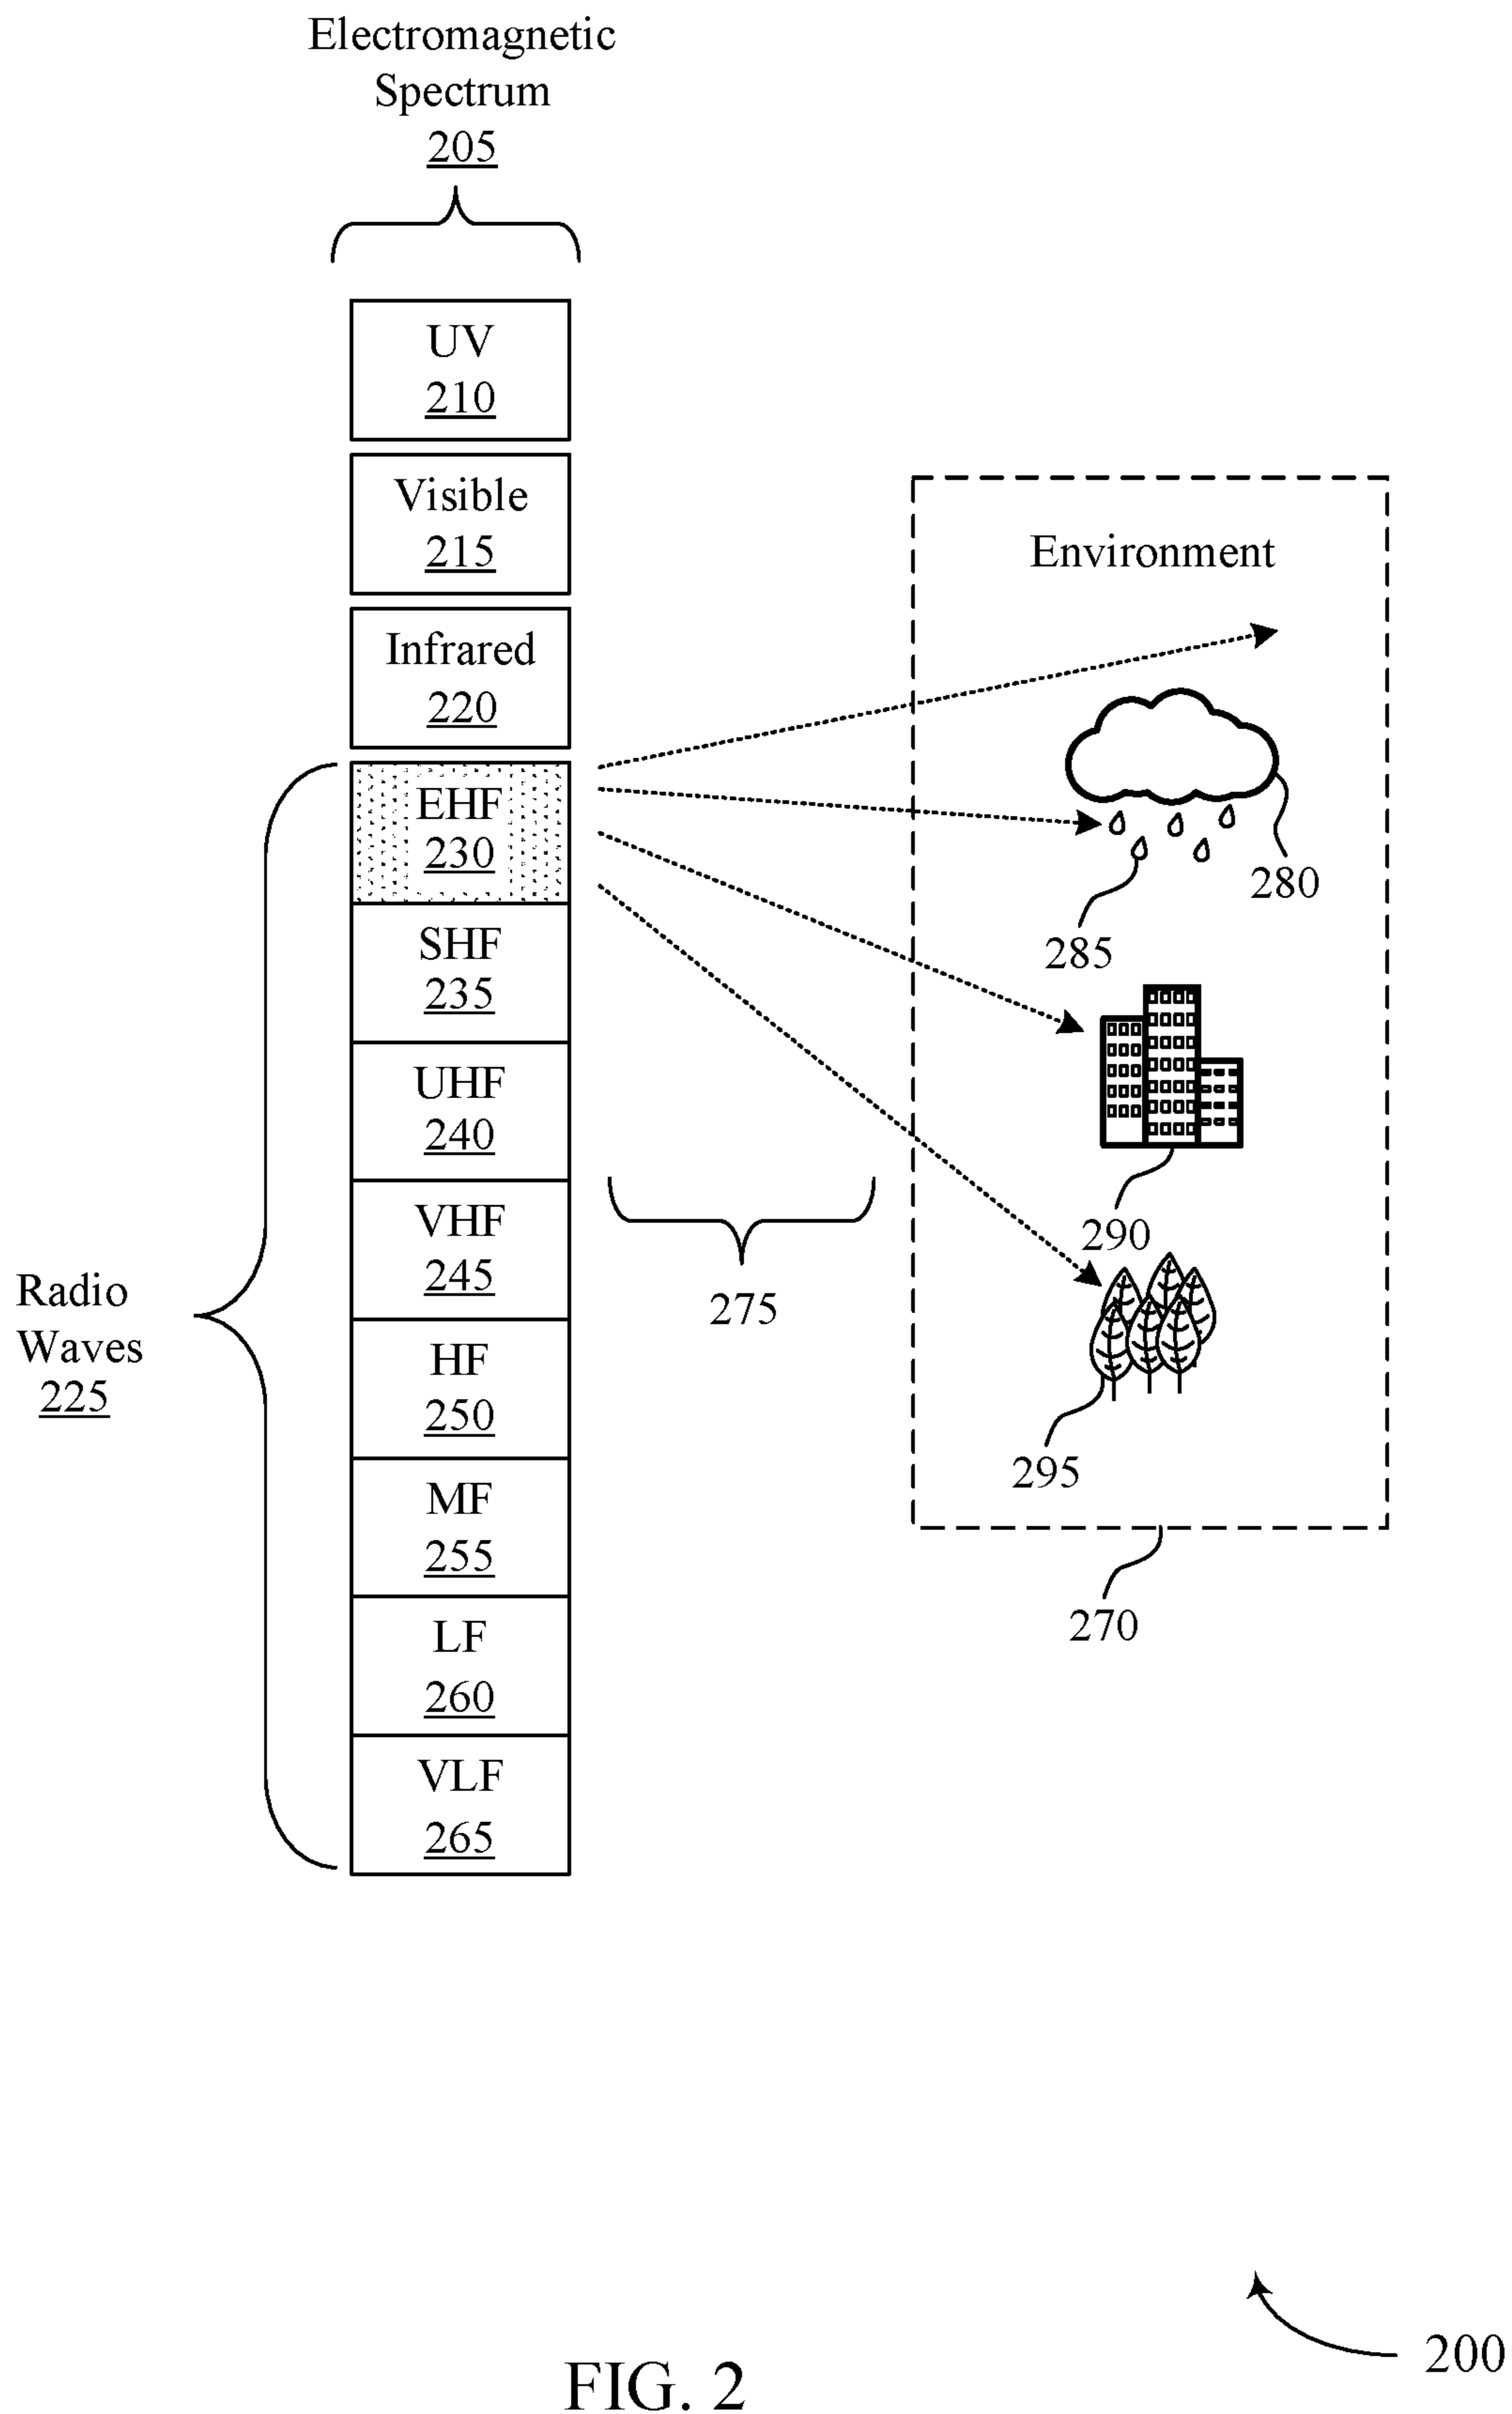 Electromagnetic
Spectrum
205
UV
210
Visible
215
Infrared
220
EHF
230
SHF
235
UHF
240
VHF
245
HF
250
MF
255
LF
260
VLF
265
Radio
Waves
225
275
Environment
280
285
290
295
270
200
FIG. 2